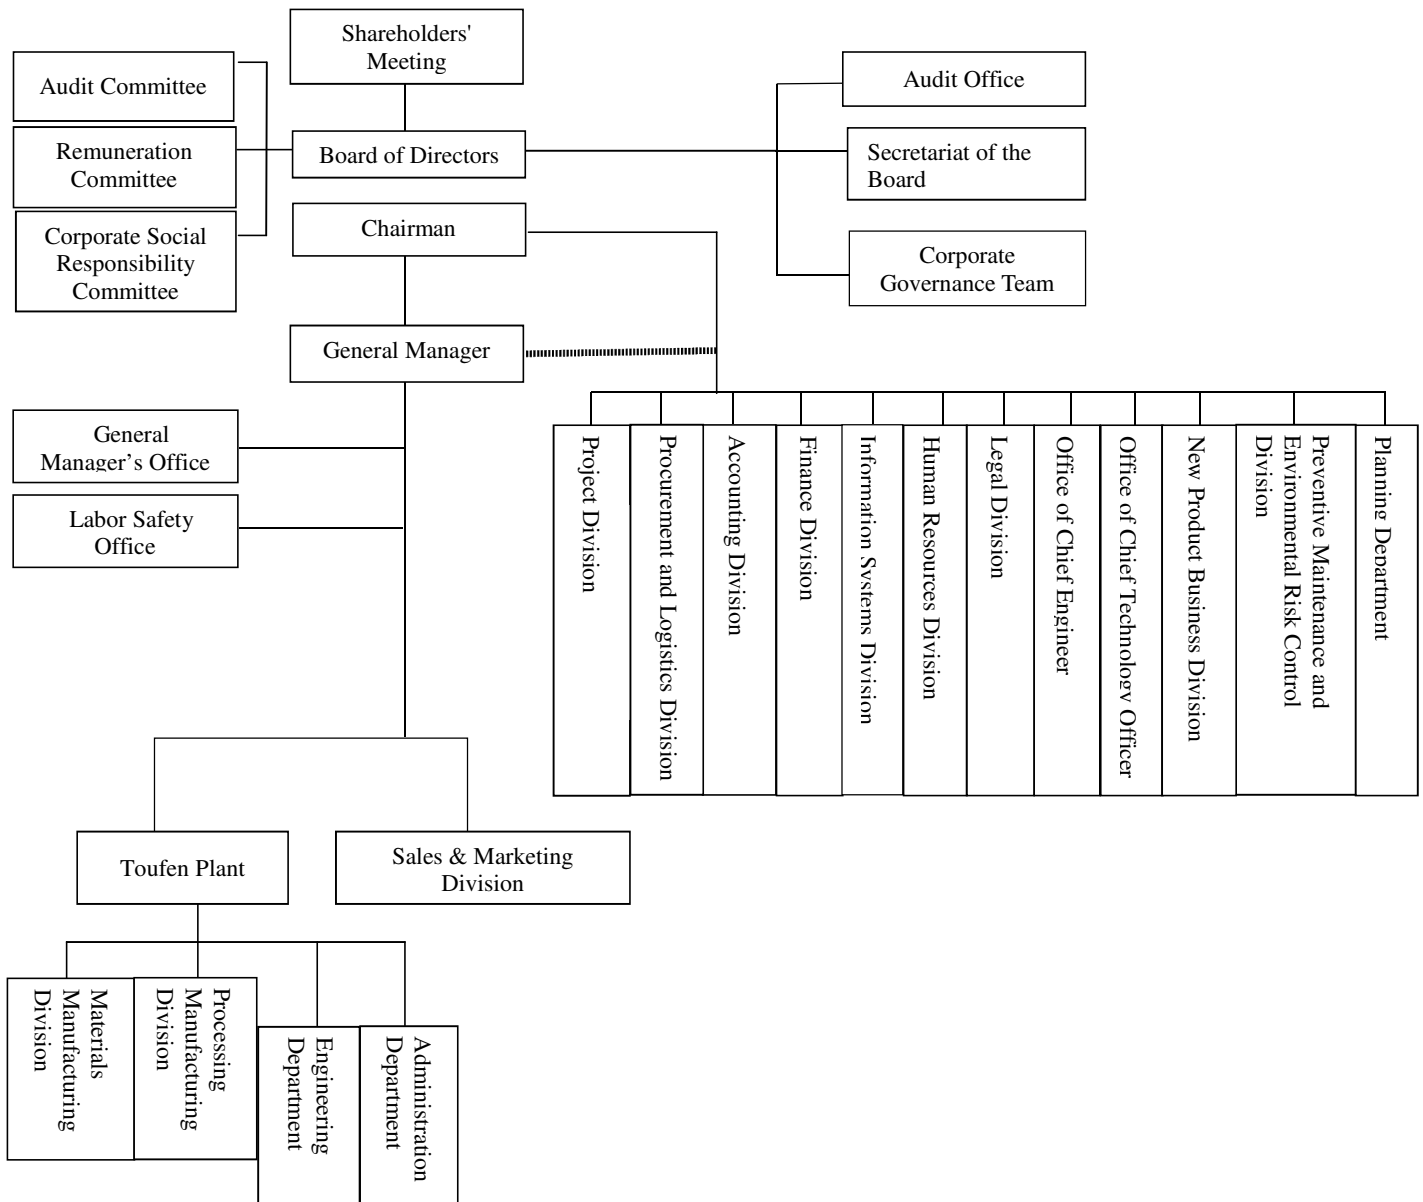 Shareholders'
Meeting
Audit Committee
Audit Office
Remuneration
Committee
Board of Directors
Secretariat of the
Board
Corporate Social
Responsibility
Committee
Chairman
Corporate
Governance Team
General Manager
General
Manager’s Office
Labor Safety
Office
Project Division
Procurement and Logistics Division
Accounting Division
Finance Division
Information Systems Division
Human Resources Division
Legal Division
Office of Chief Engineer
Office of Chief Technology Officer
New Product Business Division
Preventive Maintenance and
Environmental Risk Control
Division
Planning Department
Toufen Plant
Sales & Marketing
Division
Materials
Manufacturing
Division
Processing
Manufacturing
Division
Engineering
Department
Administration
Department